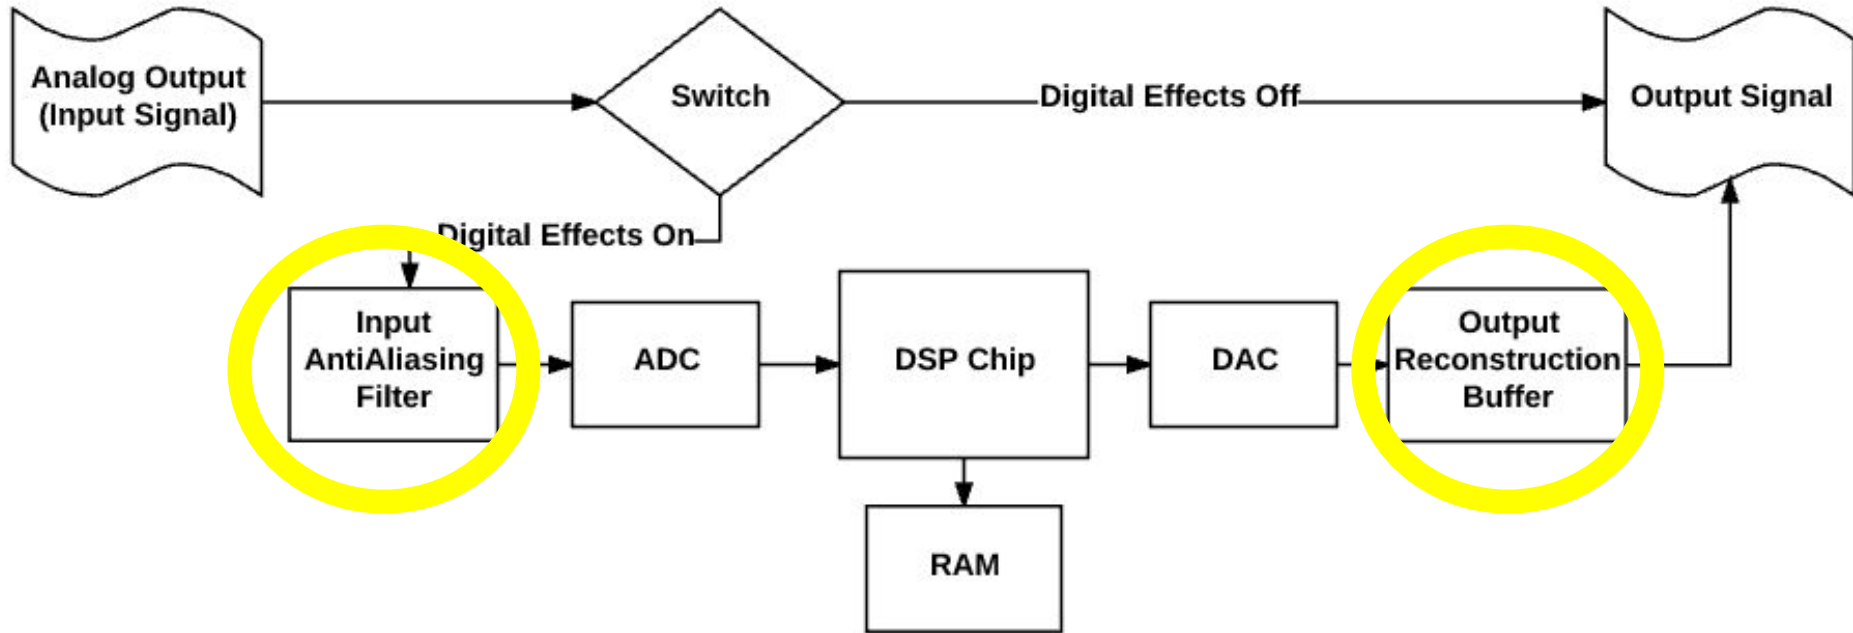 Analog Output
(Input Signal)
Switch
Digital Effects Off
Output Signal
Digital Effects On
Input
AntiAliasing
Filter
ADC
DSP Chip
DAC
Output
Reconstruction
Buffer
RAM